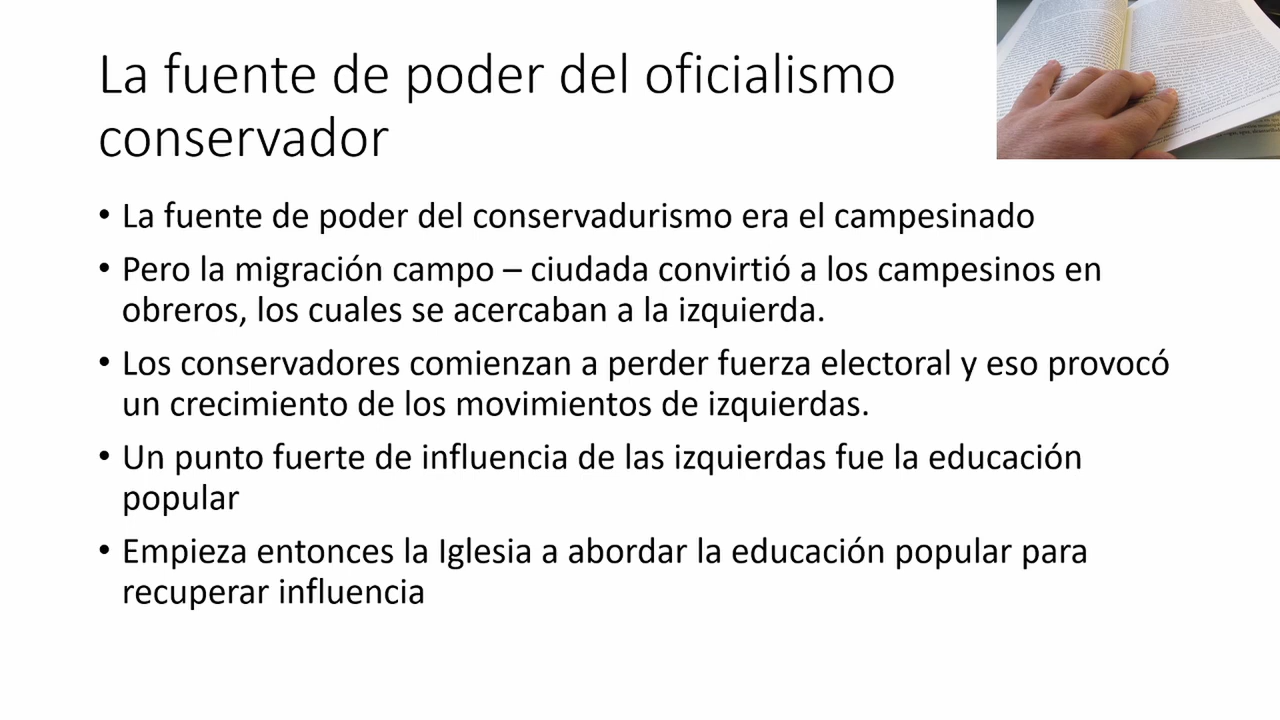 La fuente de poder del oficialismo
conservador
• La fuente de poder del conservadurismo era el campesinado
• Pero la migración campo – ciudada convirtió a los campesinos en
obreros, los cuales se acercaban a la izquierda.
• Los conservadores comienzan a perder fuerza electoral y eso provocó
un crecimiento de los movimientos de izquierdas.
• Un punto fuerte de influencia de las izquierdas fue la educación
popular
• Empieza entonces la Iglesia a abordar la educación popular para
recuperar influencia